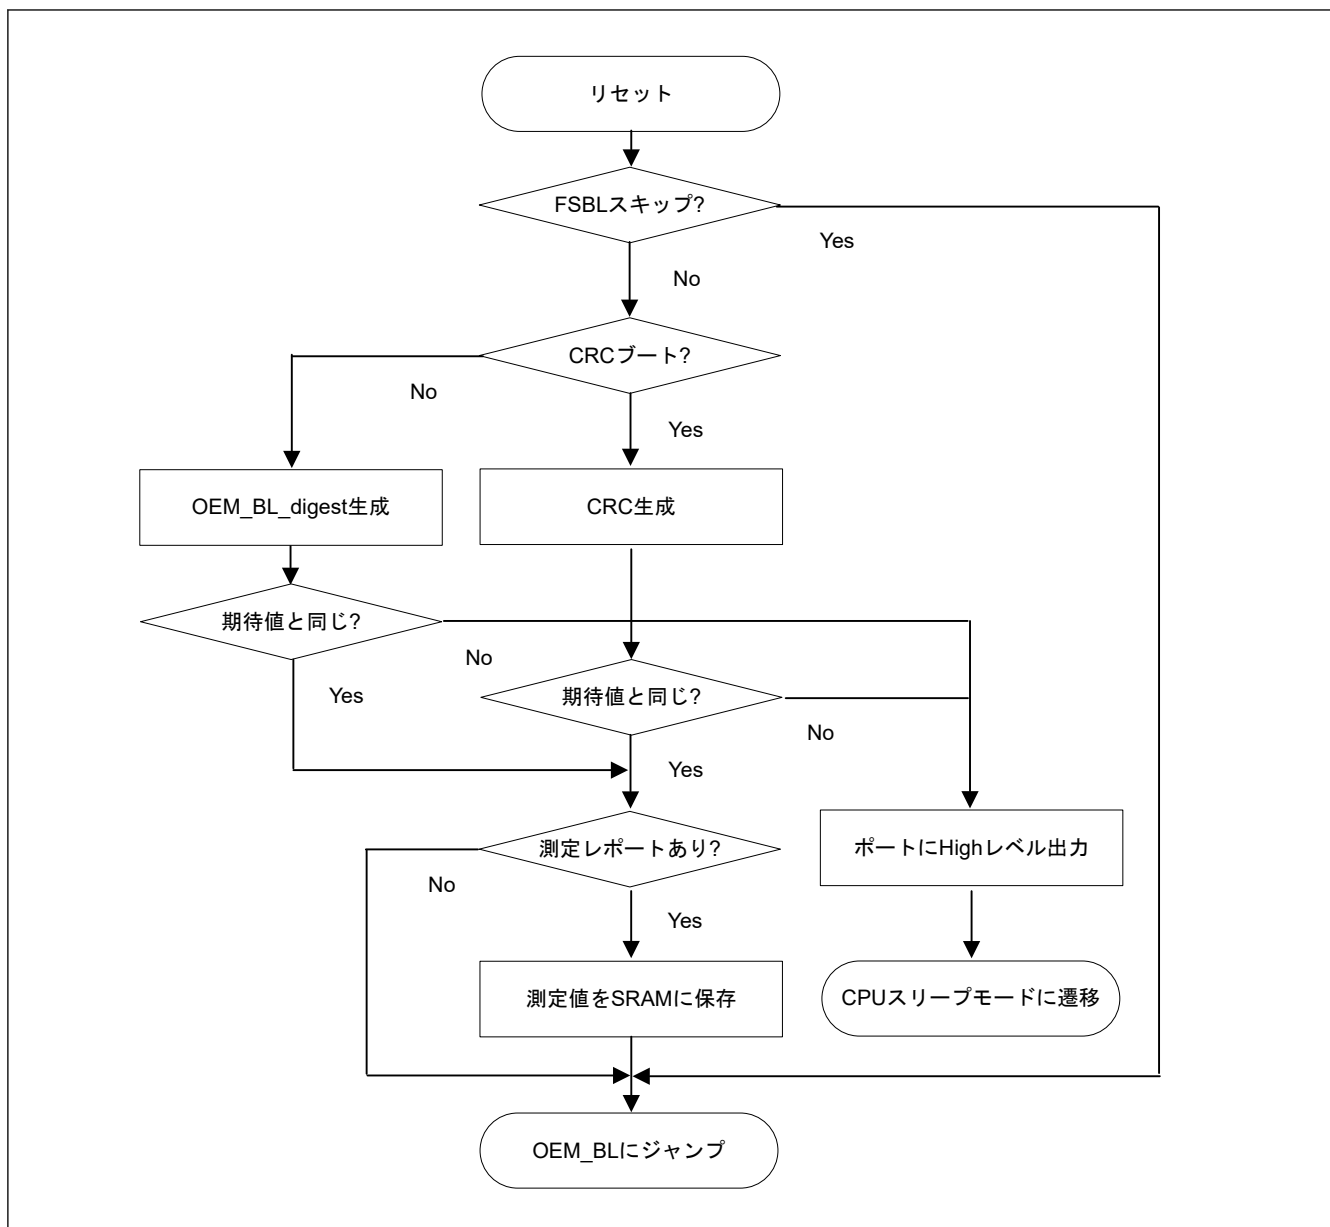 リセット
FSBLスキップ?
Yes
No
CRCブート?
No
Yes
OEM_BL_digest生成
CRC生成
期待値と同じ?
No
Yes
期待値と同じ?
No
Yes
測定レポートあり?
ポートにHighレベル出力
No
Yes
測定値をSRAMに保存
CPUスリープモードに遷移
OEM_BLにジャンプ